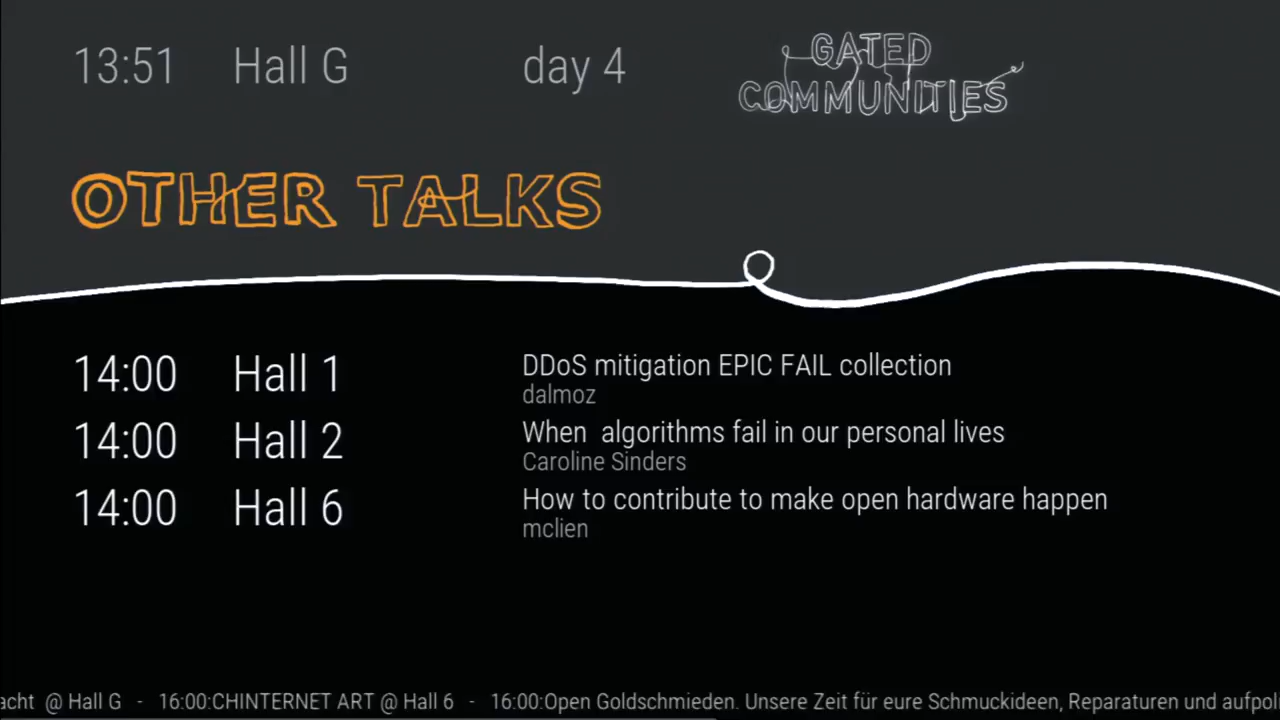 13:51 Hall G day 4
GATED
COMMUNITIES
OTHER TALKS
14:00 Hall 1 DDoS mitigation EPIC FAIL collection
dalmoz
14:00 Hall 2 When algorithms fail in our personal lives
Caroline Sinders
14:00 Hall 6 How to contribute to make open hardware happen
mclien
acht @ Hall G - 16:00:CHINTERNET ART @ Hall 6 - 16:00:Open Goldschmieden. Unsere Zeit für eure Schmuckideen, Reparaturen und aufpol